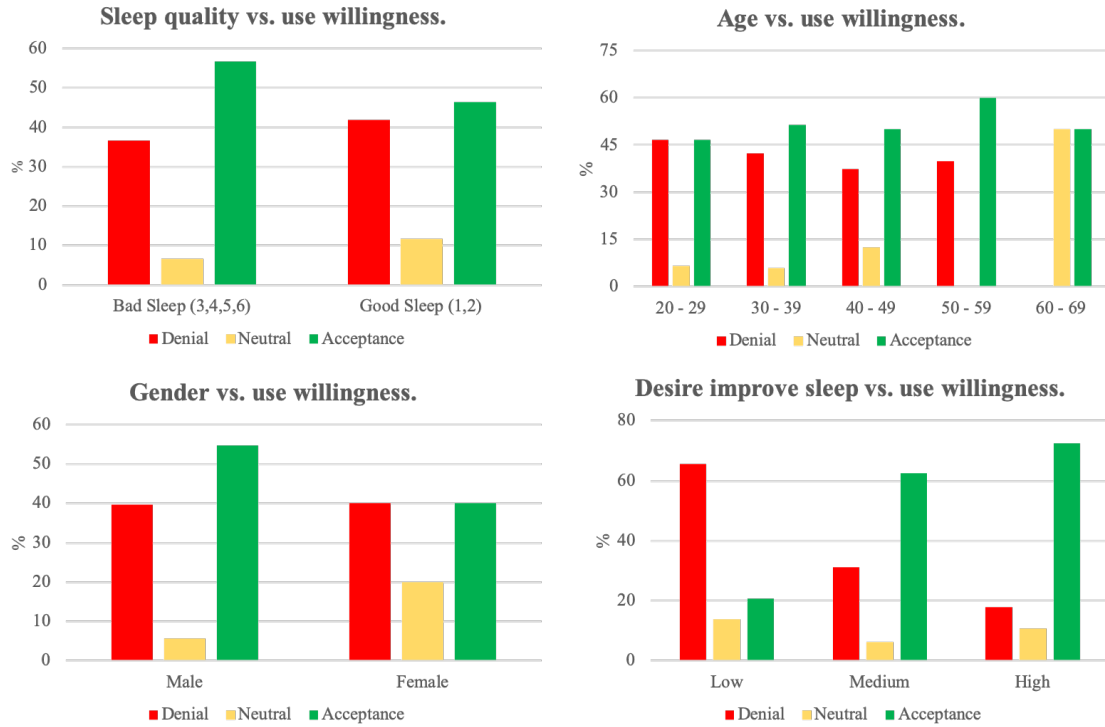 Sleep quality vs. use willingness.
60
50
40
30
20
10
0
%
Bad Sleep (3,4,5,6) Good Sleep (1,2)
Denial Neutral Acceptance
Age vs. use willingness.
75
60
45
30
15
0
%
20 - 29 30 - 39 40 - 49 50 - 59 60 - 69
Denial Neutral Acceptance
Gender vs. use willingness.
60
50
40
30
20
10
0
%
Male Female
Denial Neutral Acceptance
Desire improve sleep vs. use willingness.
80
60
40
20
0
%
Low Medium High
Denial Neutral Acceptance